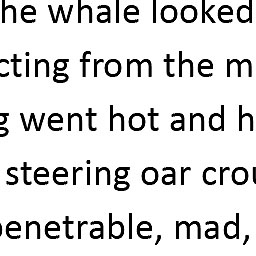 he whale looked
cting from the m
g went hot and h
steering oar crou
penetrable, mad,